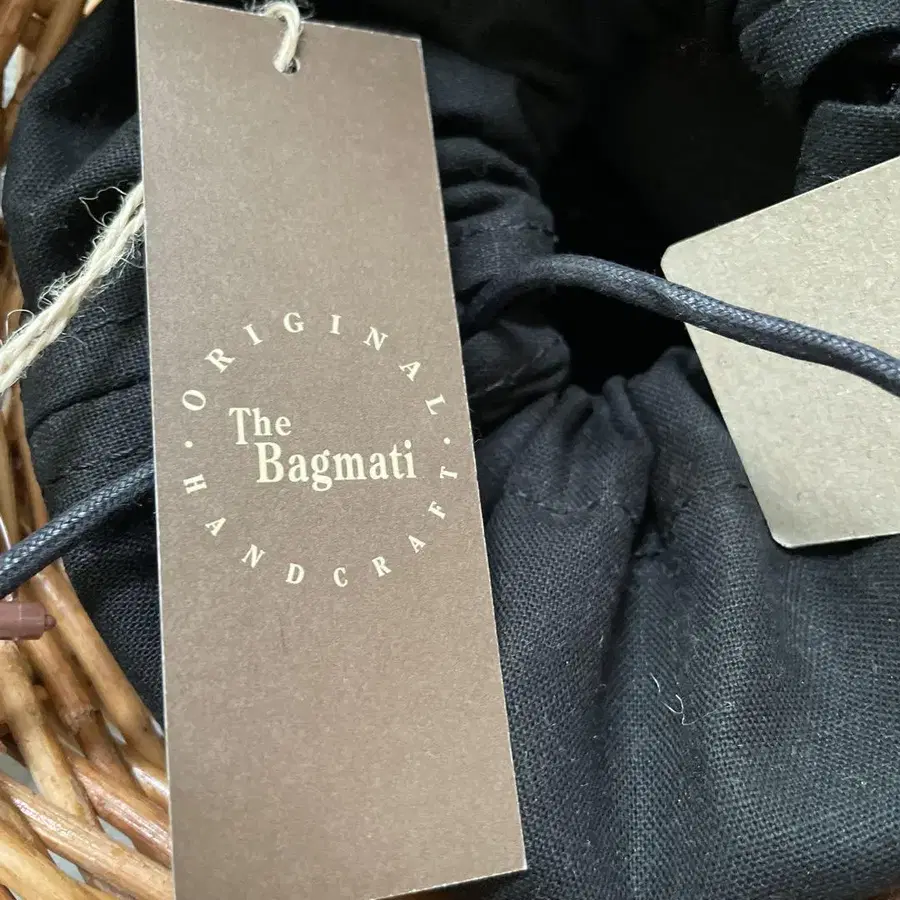 · ORIGINAL ·
The
Bagmati
HANDCRAFT